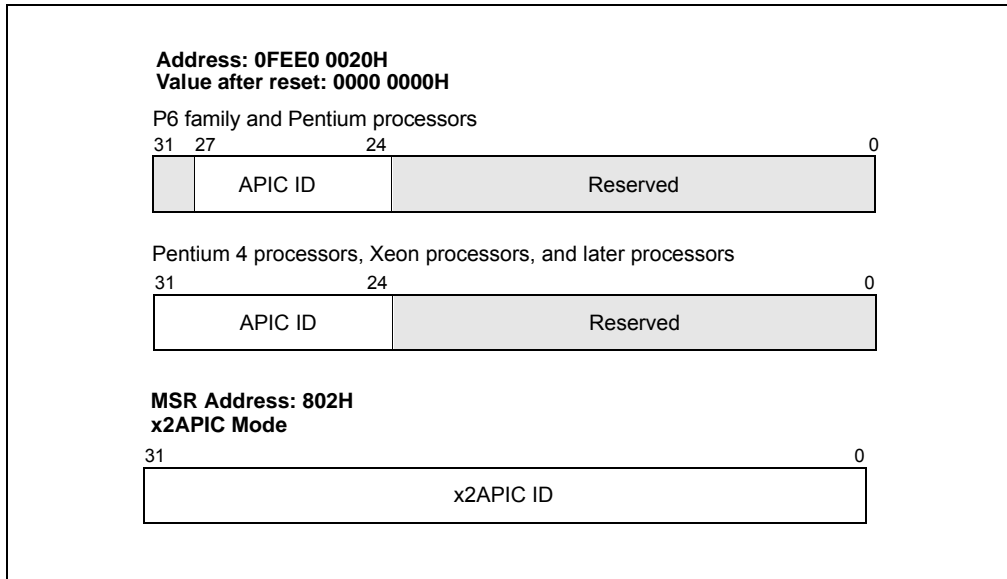 Address: 0FEE0 0020H
Value after reset: 0000 0000H
P6 family and Pentium processors
31 27 24 0
APIC ID Reserved
Pentium 4 processors, Xeon processors, and later processors
31 24 0
APIC ID Reserved
MSR Address: 802H
x2APIC Mode
31 0
x2APIC ID